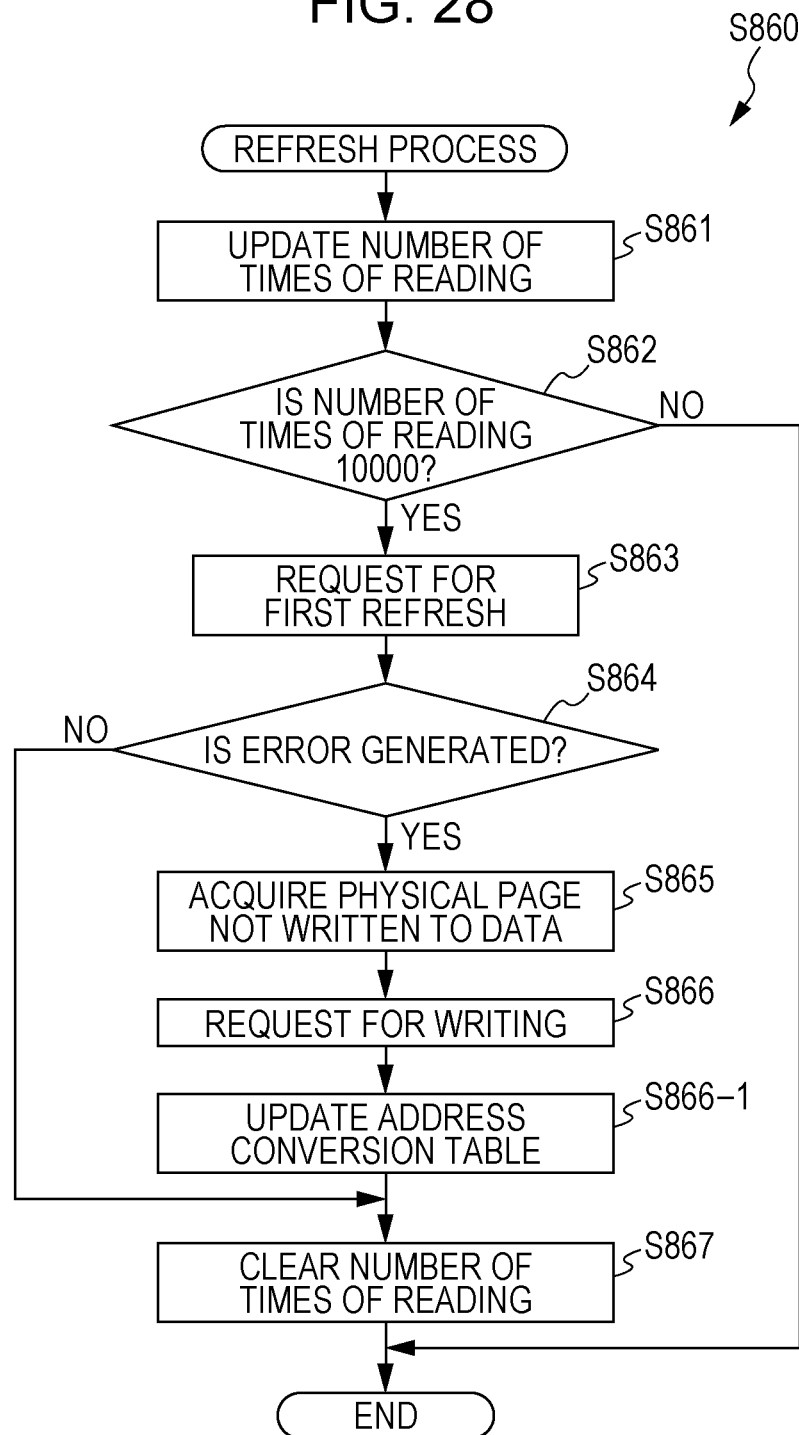 FIG. 28
S860
REFRESH PROCESS
UPDATE NUMBER OF
TIMES OF READING
S861
S862
IS NUMBER OF
TIMES OF READING
10000?
NO
YES
REQUEST FOR
FIRST REFRESH
S863
S864
NO
IS ERROR GENERATED?
YES
ACQUIRE PHYSICAL PAGE
NOT WRITTEN TO DATA
S865
REQUEST FOR WRITING
S866
UPDATE ADDRESS
CONVERSION TABLE
S866-1
CLEAR NUMBER OF
TIMES OF READING
S867
END